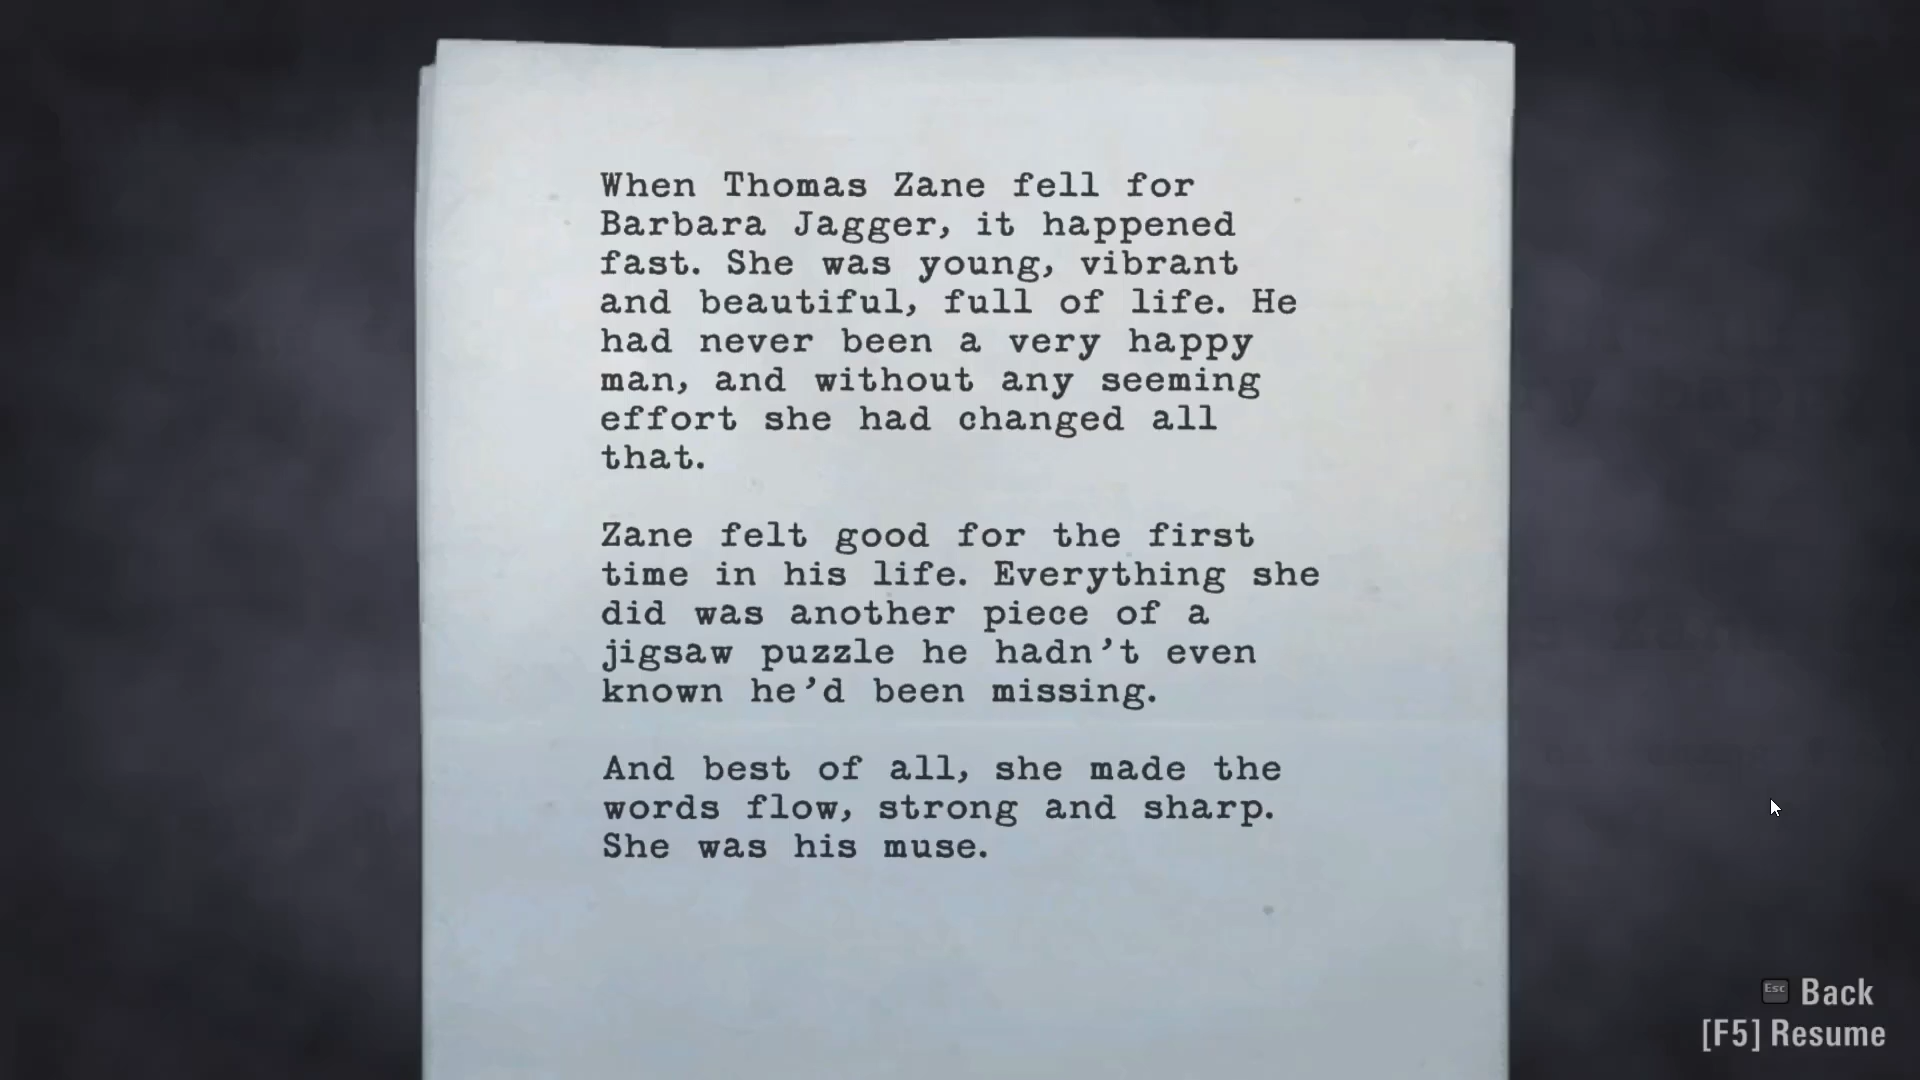 When Thomas Zane fell for
Barbara Jagger, it happened
fast. She was young, vibrant
and beautiful, full of life. He
had never been a very happy
man, and without any seeming
effort she had changed all
that.
Zane felt good for the first
time in his life. Everything she
did was another piece of a
jigsaw puzzle he hadn’t even
known he’d been missing.
And best of all, she made the
words flow, strong and sharp.
She was his muse.
Esc Back
[F5] Resume